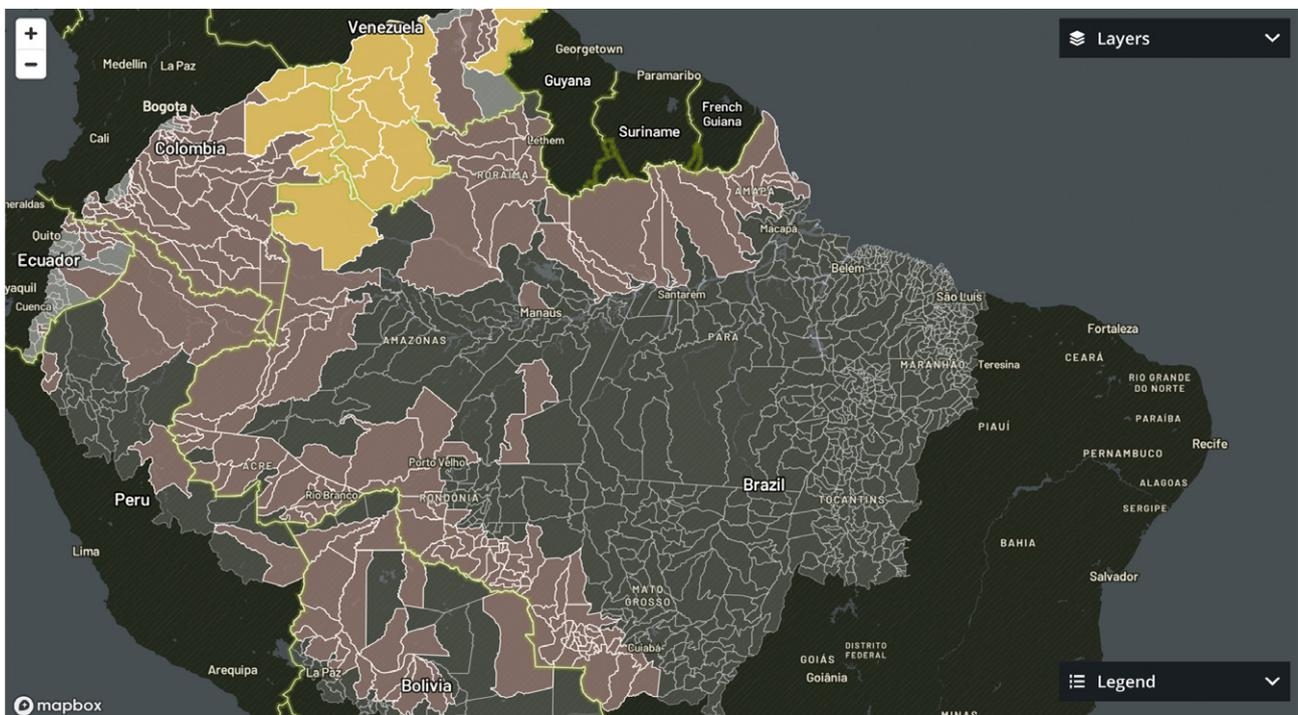 +
Venezuela
Layers
Georgetown
Medellin
La Paz
Paramaribo
Guyana
French
Guiana
Bogota
Suriname
Cali
Colombia
Lethem
RORAIMA
AMAPÁ
meraldas
Macapá
Quito
Ecuador
Belém
yaquil
Santarém
São Luís
Cuenca
Manaus
Fortaleza
AMAZONAS
PARÁ
CEARÁ
MARANHÃO
Teresina
RIO GRANDE
DO NORTE
PARAÍBA
PIAUÍ
Recife
PERNAMBUCO
Porto Velho
ACRE
ALAGOAS
Brazil
Rio Branco
RONDÔNIA
TOCANTINS
Peru
SERGIPE
Lima
BAHIA
Salvador
MATO
GROSSO
Cuiabá
DISTRITO
FEDERAL
GOIÁS
Arequipa
La Paz
Goiânia
Bolivia
Legend
mapbox
MINAS